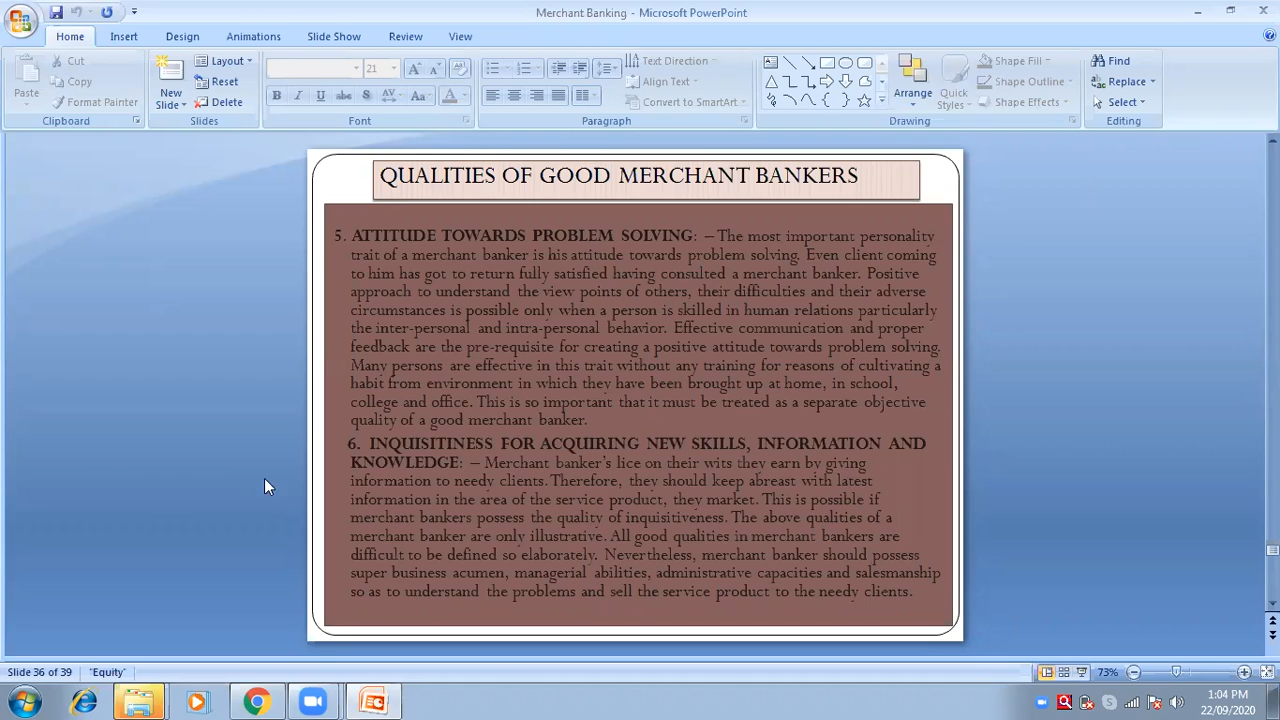 Merchant Banking - Microsoft PowerPoint
Home Insert Design Animations Slide Show Review View
Paste
Cut
Copy
Format Painter
Clipboard
New Slide
Layout
Reset
Delete
Slides
21
B I U abc S AV Aa A
Font
Text Direction
Align Text
Convert to SmartArt
Paragraph
Arrange
Quick Styles
Shape Fill
Shape Outline
Shape Effects
Drawing
Find
Replace
Select
Editing
QUALITIES OF GOOD MERCHANT BANKERS
5. ATTITUDE TOWARDS PROBLEM SOLVING: – The most important personality
trait of a merchant banker is his attitude towards problem solving. Even client coming
to him has got to return fully satisfied having consulted a merchant banker. Positive
approach to understand the view points of others, their difficulties and their adverse
circumstances is possible only when a person is skilled in human relations particularly
the inter-personal and intra-personal behavior. Effective communication and proper
feedback are the pre-requisite for creating a positive attitude towards problem solving.
Many persons are effective in this trait without any training for reasons of cultivating a
habit from environment in which they have been brought up at home, in school,
college and office. This is so important that it must be treated as a separate objective
quality of a good merchant banker.
6. INQUISITINESS FOR ACQUIRING NEW SKILLS, INFORMATION AND
KNOWLEDGE: – Merchant banker's lice on their wits they earn by giving
information to needy clients. Therefore, they should keep abreast with latest
information in the area of the service product, they market. This is possible if
merchant bankers possess the quality of inquisitiveness. The above qualities of a
merchant banker are only illustrative. All good qualities in merchant bankers are
difficult to be defined so elaborately. Nevertheless, merchant banker should possess
super business acumen, managerial abilities, administrative capacities and salesmanship
so as to understand the problems and sell the service product to the needy clients.
Slide 36 of 39 "Equity" 73%
1:04 PM
22/09/2020